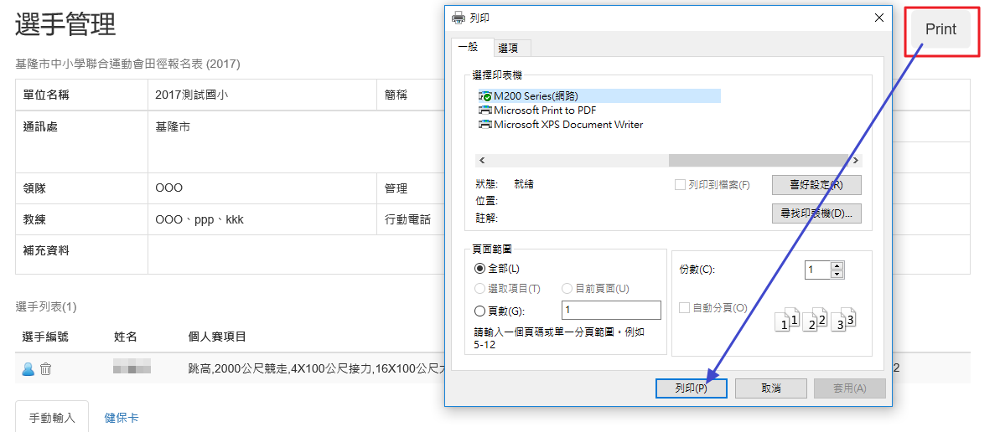 選手管理
Print
基隆市中小學聯合運動會田徑報名表 (2017)
單位名稱 2017測試國小 簡稱
通訊處 基隆市
領隊 OOO 管理
教練 OOO、ppp、kkk 行動電話
補充資料
選手列表(1)
選手編號 姓名 個人賽項目
跳高,2000公尺競走,4X100公尺接力,16X100公尺
2
手動輸入 健保卡
列印
一般 選項
選擇印表機
M200 Series(網路)
Microsoft Print to PDF
Microsoft XPS Document Writer
狀態: 就緒
位置:
註解:
列印到檔案(F)
喜好設定(R)
尋找印表機(D)...
頁面範圍
全部(L)
選取項目(T) 目前頁面(U)
頁數(G): 1
請輸入一個頁碼或單一分頁範圍。例如
5-12
份數(C): 1
自動分頁(O)
1 1 2 2 3 3
列印(P) 取消 套用(A)